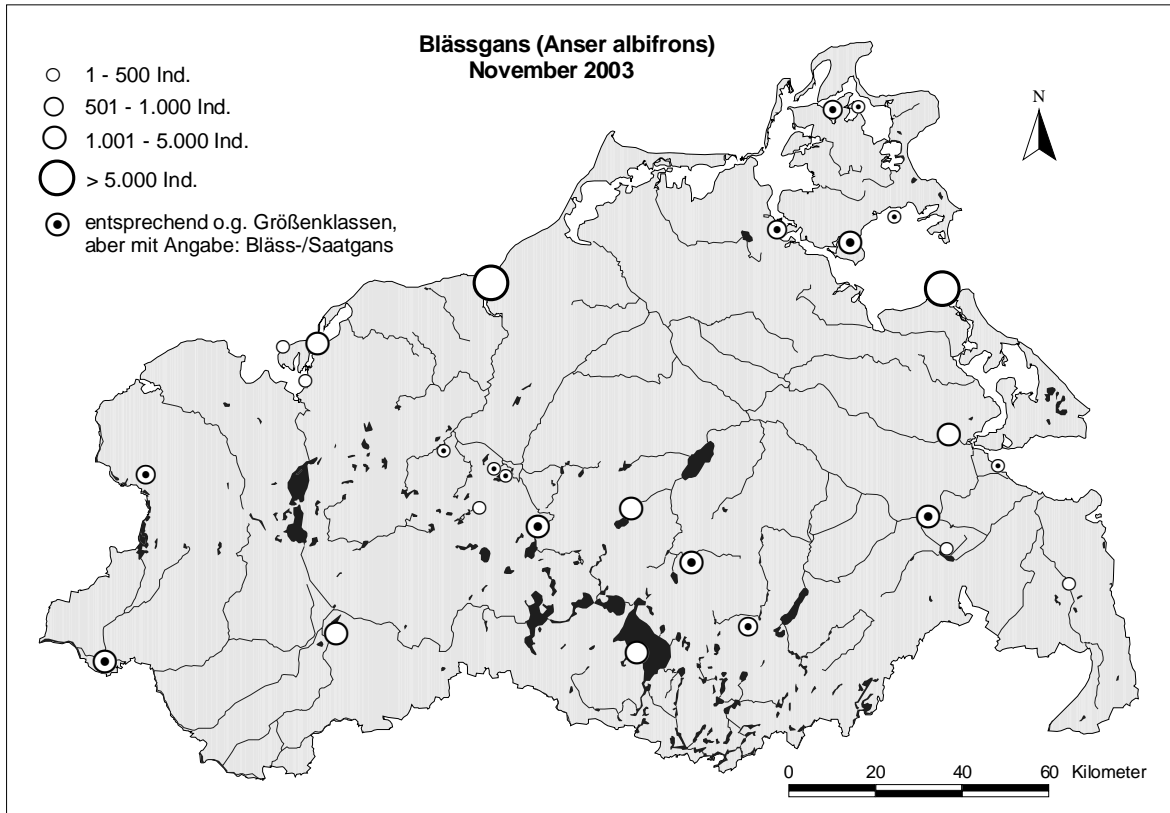 Blässgans (Anser albifrons)
November 2003
1 - 500 Ind.
501 - 1.000 Ind.
1.001 - 5.000 Ind.
> 5.000 Ind.
entsprechend o.g. Größenklassen,
aber mit Angabe: Bläss-/Saatgans
N
0 20 40 60 Kilometer